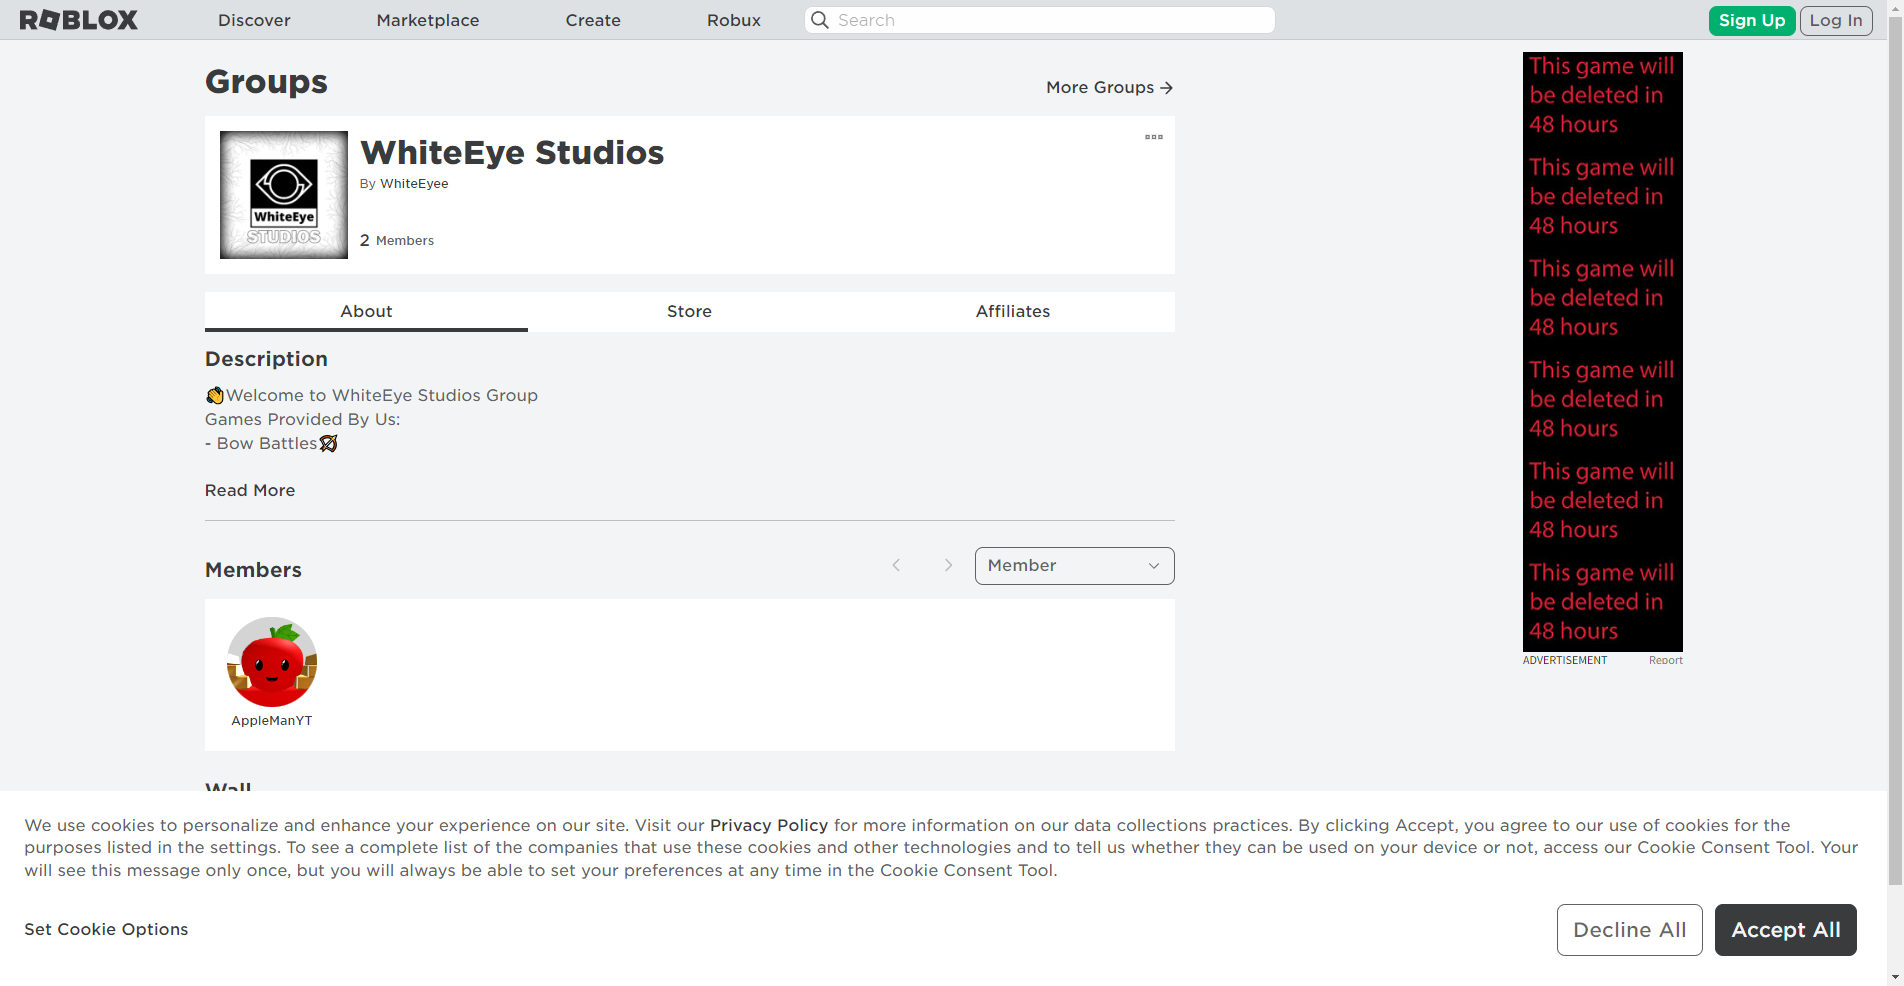 ROBLOX
Discover
Marketplace
Create
Robux
Search
Sign Up
Log In
Groups
More Groups
WhiteEye
STUDIOS
WhiteEye Studios
By WhiteEyee
2 Members
About
Store
Affiliates
Description
👏Welcome to WhiteEye Studios Group
Games Provided By Us:
- Bow Battles🏹
Read More
Members
Member
AppleManYT
Wall
This game will
be deleted in
48 hours
This game will
be deleted in
48 hours
This game will
be deleted in
48 hours
This game will
be deleted in
48 hours
This game will
be deleted in
48 hours
This game will
be deleted in
48 hours
ADVERTISEMENT
Report
We use cookies to personalize and enhance your experience on our site. Visit our Privacy Policy for more information on our data collections practices. By clicking Accept, you agree to our use of cookies for the
purposes listed in the settings. To see a complete list of the companies that use these cookies and other technologies and to tell us whether they can be used on your device or not, access our Cookie Consent Tool. Your
will see this message only once, but you will always be able to set your preferences at any time in the Cookie Consent Tool.
Set Cookie Options
Decline All
Accept All